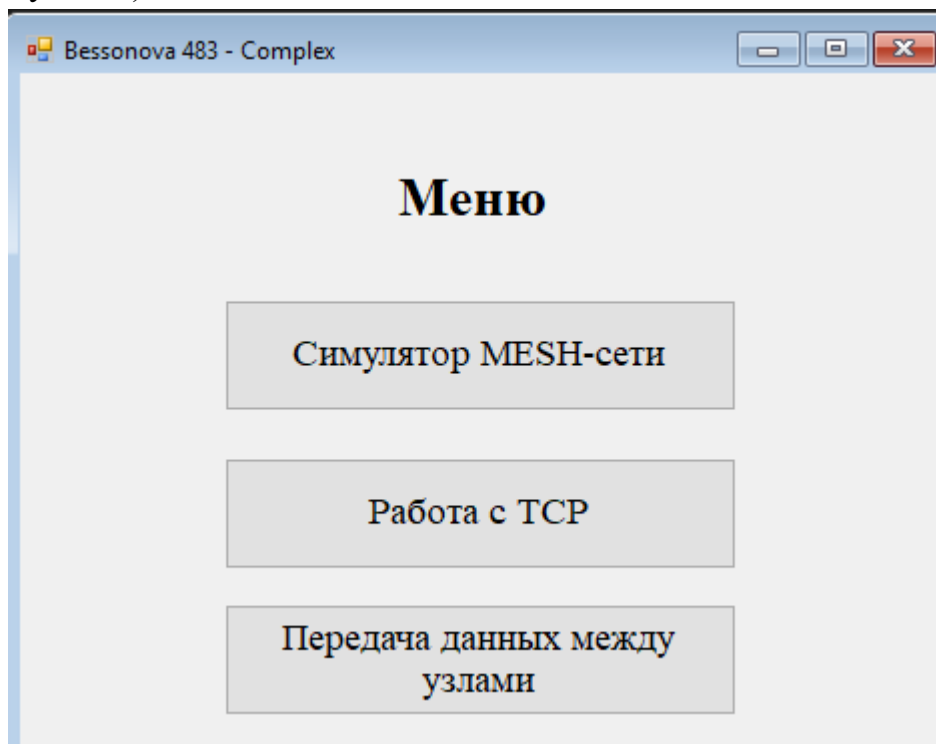 Bessonova 483 - Complex
Меню
Симулятор MESH-сети
Работа с TCP
Передача данных между
узлами